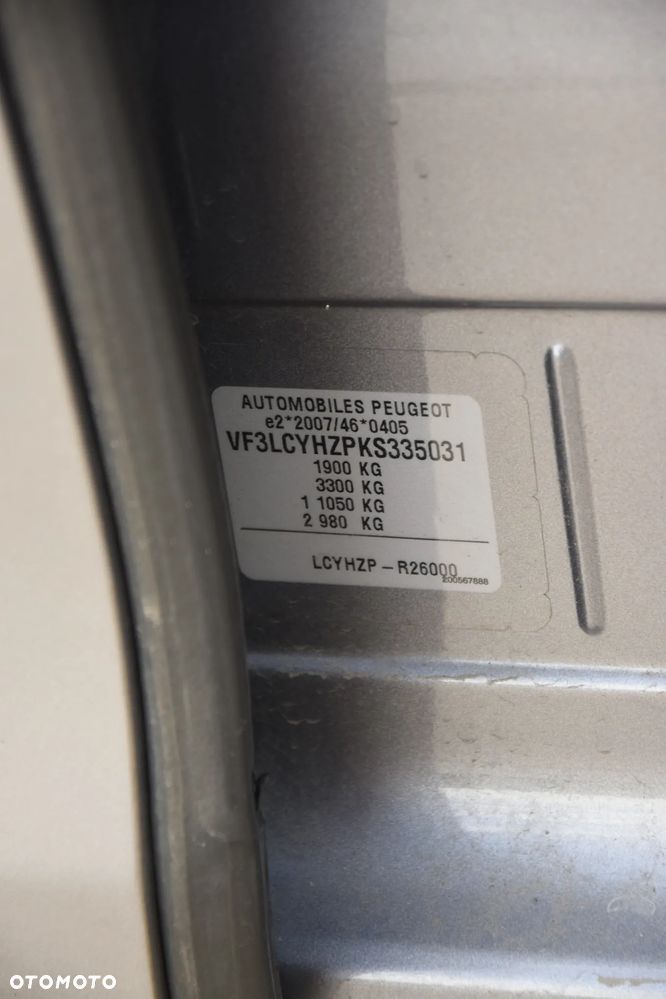 AUTOMOBILES PEUGEOT
e2*2007/46*0405
VF3LCYHZPKS335031
1900 KG
3300 KG
1 1050 KG
2 980 KG
LCYHZP-R26000
200567888
OTOMOTO